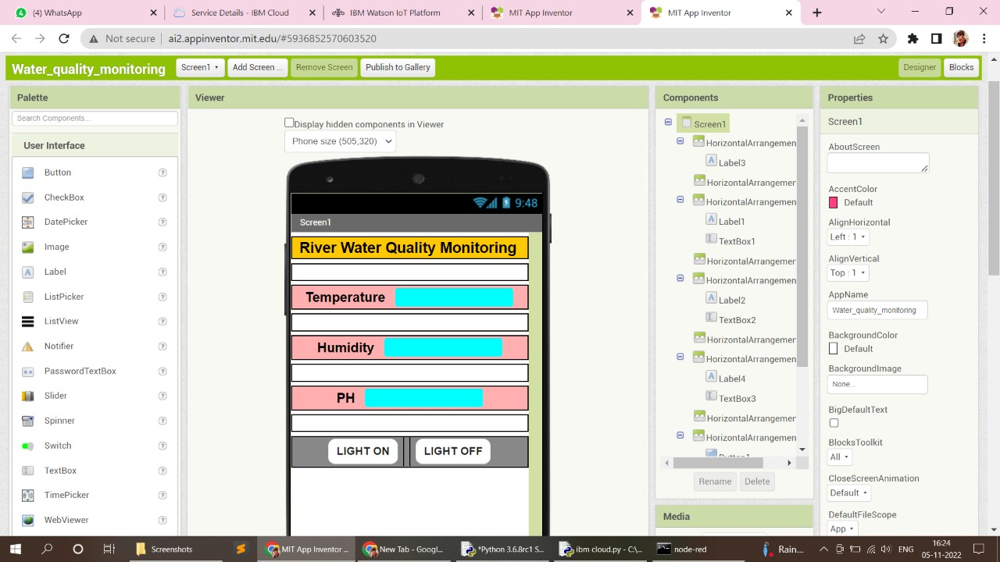 (4) WhatsApp
Service Details - IBM Cloud
IBM Watson IoT Platform
MIT App Inventor
MIT App Inventor
Not secure
ai2.appinventor.mit.edu/#5936852570603520
Water_quality_monitoring
Screen1
Add Screen ...
Remove Screen
Publish to Gallery
Designer
Blocks
Palette
Search Components...
User Interface
Button
CheckBox
DatePicker
Image
Label
ListPicker
ListView
Notifier
PasswordTextBox
Slider
Spinner
Switch
TextBox
TimePicker
WebViewer
Viewer
Display hidden components in Viewer
Phone size (505,320)
9:48
Screen1
River Water Quality Monitoring
Temperature
Humidity
PH
LIGHT ON
LIGHT OFF
Components
Screen1
HorizontalArrangemen
Label3
HorizontalArrangemer
HorizontalArrangemen
Label1
TextBox1
HorizontalArrangemer
HorizontalArrangemen
Label2
TextBox2
HorizontalArrangemer
HorizontalArrangemen
Label4
TextBox3
HorizontalArrangemer
HorizontalArrangemen
Button1
Rename
Delete
Media
Properties
Screen1
AboutScreen
AccentColor
Default
AlignHorizontal
Left : 1
AlignVertical
Top : 1
AppName
Water_quality_monitoring
BackgroundColor
Default
BackgroundImage
None...
BigDefaultText
BlocksToolkit
All
CloseScreenAnimation
Default
DefaultFileScope
App
Screenshots
MIT App Inventor ...
New Tab - Googl...
*Python 3.6.8rc1 S...
ibm cloud.py - C:\...
node-red
Rain...
ENG
16:24
05-11-2022